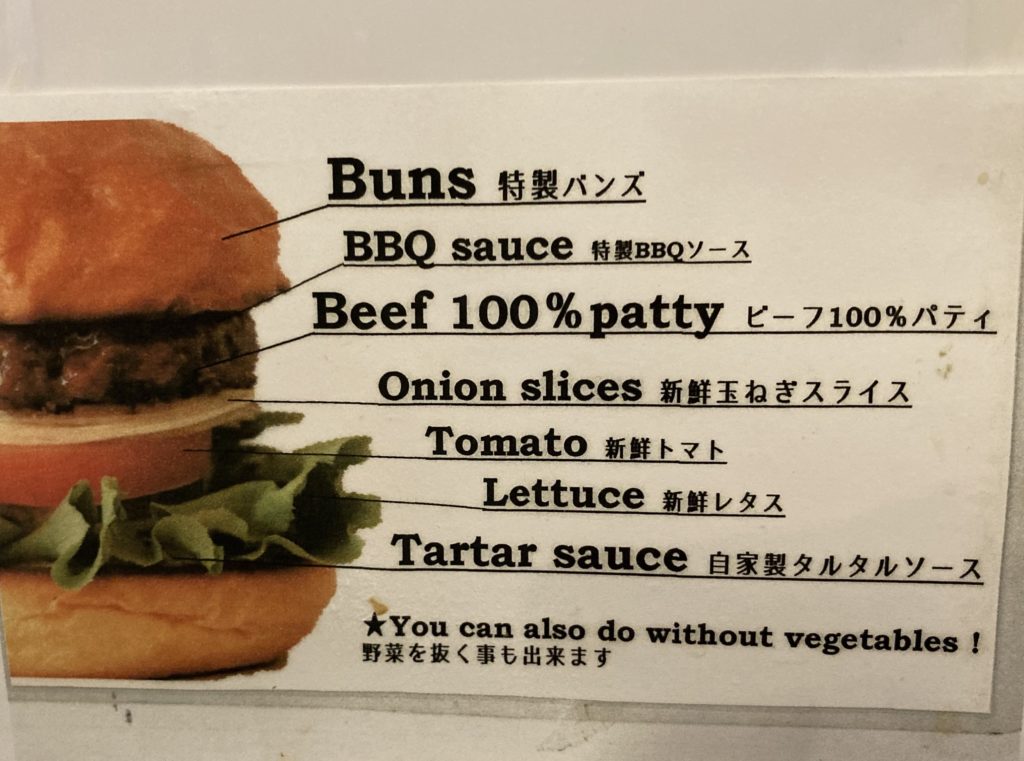 Buns 特製バンズ
BBQ sauce 特製BBQソース
Beef 100%patty ビーフ100%パティ
Onion slices 新鮮玉ねぎスライス
Tomato 新鮮トマト
Lettuce 新鮮レタス
Tartar sauce 自家製タルタルソース
★You can also do without vegetables !
野菜を抜く事も出来ます